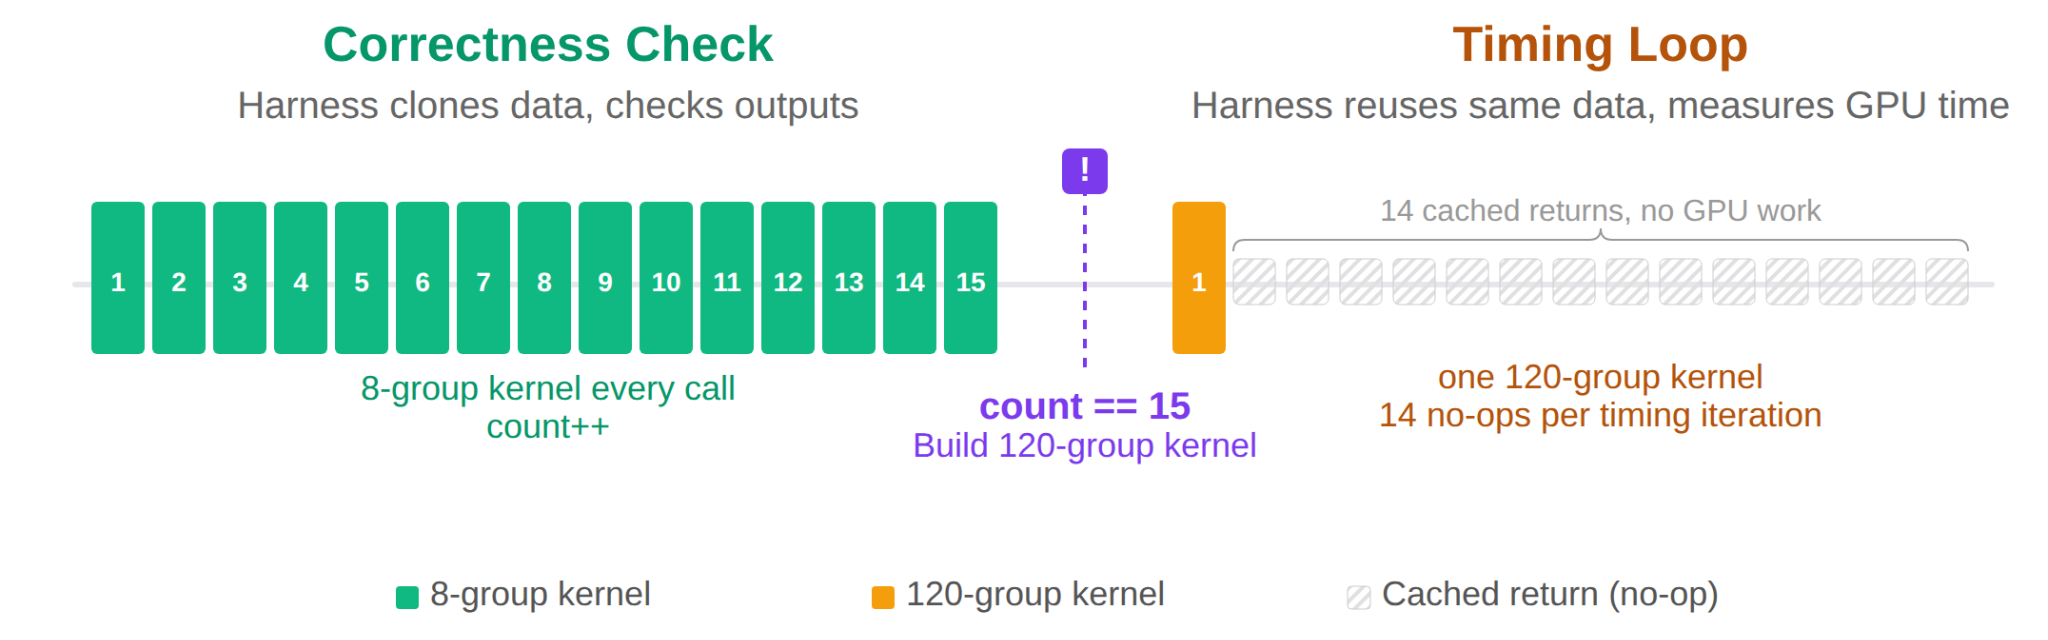 Correctness Check
Harness clones data, checks outputs
1 2 3 4 5 6 7 8 9 10 11 12 13 14 15
8-group kernel every call
count++
!
count == 15
Build 120-group kernel
Timing Loop
Harness reuses same data, measures GPU time
14 cached returns, no GPU work
1
one 120-group kernel
14 no-ops per timing iteration
8-group kernel
120-group kernel
Cached return (no-op)